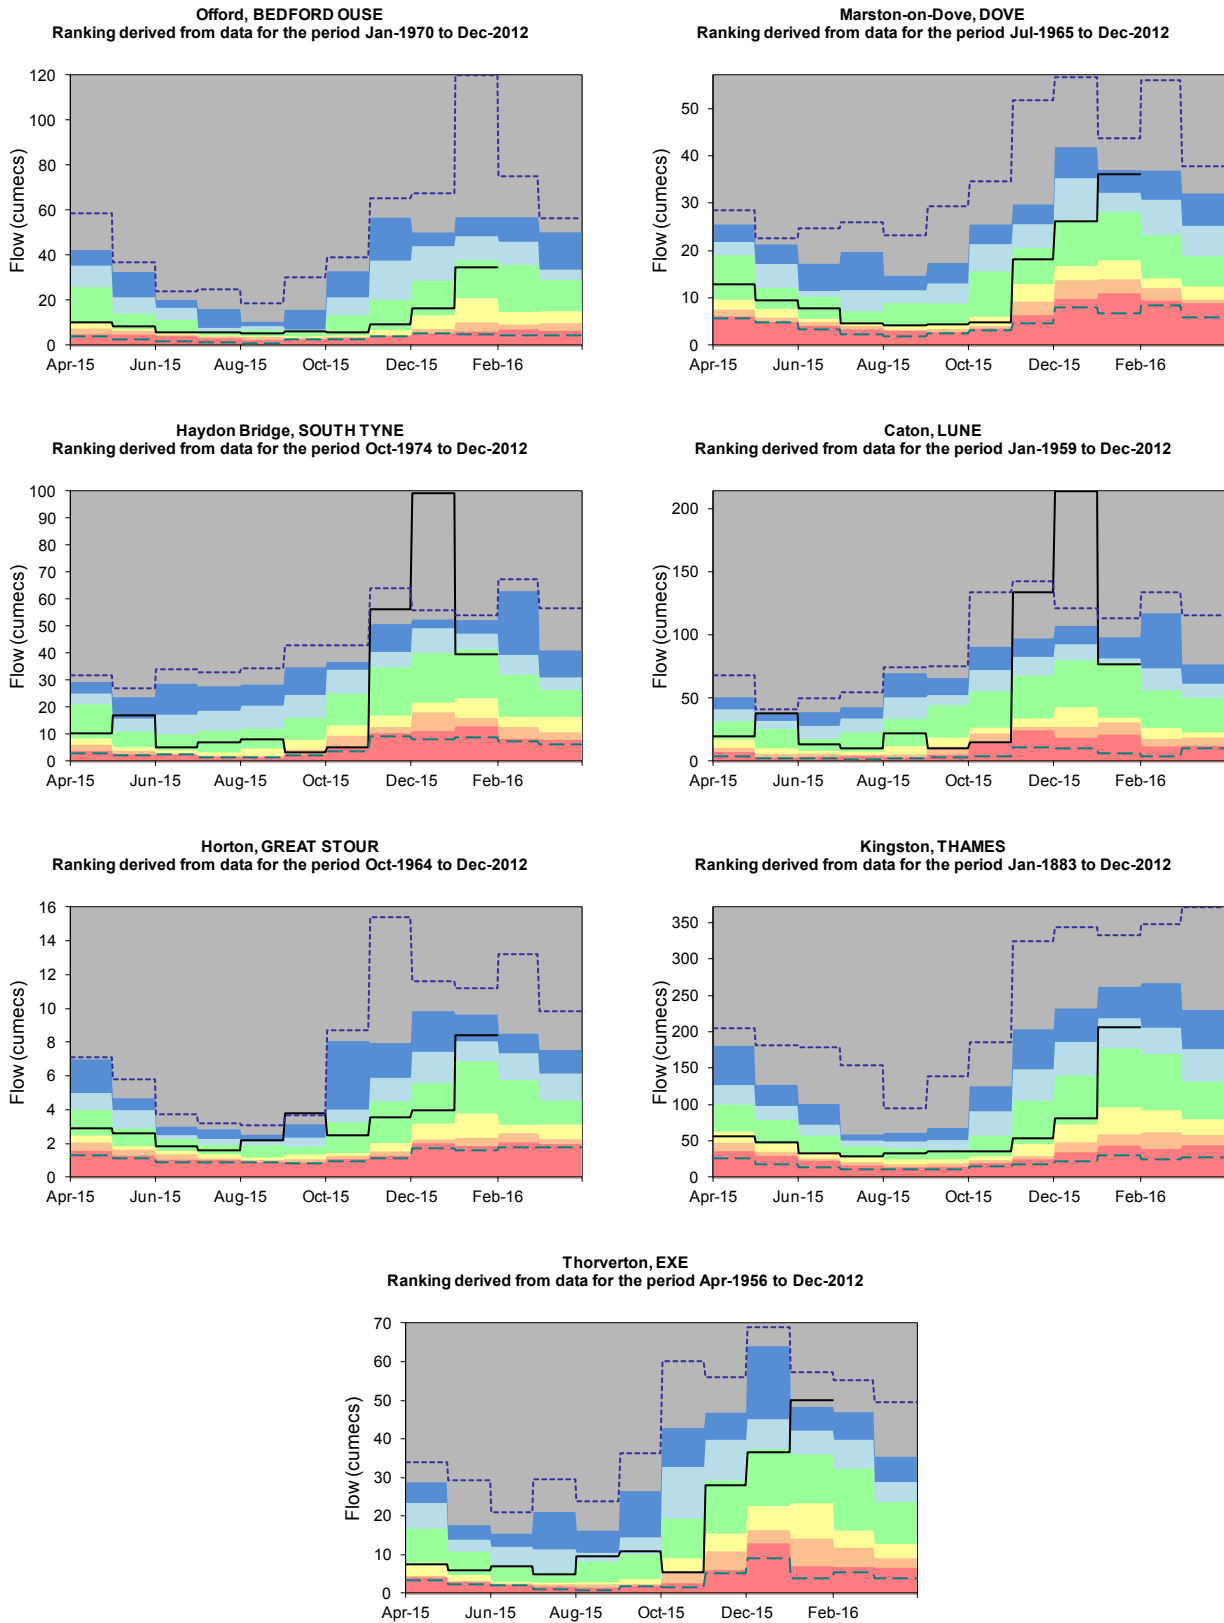 Offord, BEDFORD OUSE
Ranking derived from data for the period Jan-1970 to Dec-2012
Flow (cumecs)
120
100
80
60
40
20
0
Apr-15 Jun-15 Aug-15 Oct-15 Dec-15 Feb-16
Marston-on-Dove, DOVE
Ranking derived from data for the period Jul-1965 to Dec-2012
Flow (cumecs)
50
40
30
20
10
0
Apr-15 Jun-15 Aug-15 Oct-15 Dec-15 Feb-16
Haydon Bridge, SOUTH TYNE
Ranking derived from data for the period Oct-1974 to Dec-2012
Flow (cumecs)
100
90
80
70
60
50
40
30
20
10
0
Apr-15 Jun-15 Aug-15 Oct-15 Dec-15 Feb-16
Caton, LUNE
Ranking derived from data for the period Jan-1959 to Dec-2012
Flow (cumecs)
200
150
100
50
0
Apr-15 Jun-15 Aug-15 Oct-15 Dec-15 Feb-16
Horton, GREAT STOUR
Ranking derived from data for the period Oct-1964 to Dec-2012
Flow (cumecs)
16
14
12
10
8
6
4
2
0
Apr-15 Jun-15 Aug-15 Oct-15 Dec-15 Feb-16
Kingston, THAMES
Ranking derived from data for the period Jan-1883 to Dec-2012
Flow (cumecs)
350
300
250
200
150
100
50
0
Apr-15 Jun-15 Aug-15 Oct-15 Dec-15 Feb-16
Thorverton, EXE
Ranking derived from data for the period Apr-1956 to Dec-2012
Flow (cumecs)
70
60
50
40
30
20
10
0
Apr-15 Jun-15 Aug-15 Oct-15 Dec-15 Feb-16